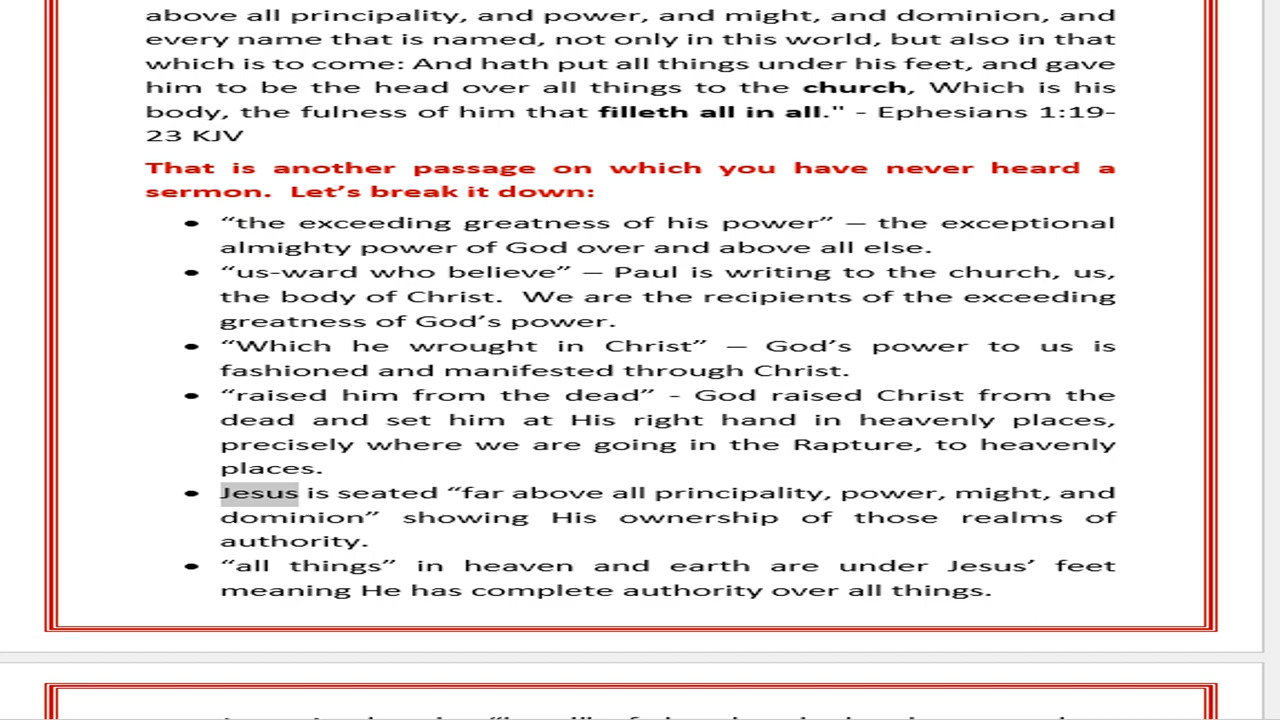 above all principality, and power, and might, and dominion, and
every name that is named, not only in this world, but also in that
which is to come: And hath put all things under his feet, and gave
him to be the head over all things to the church, Which is his
body, the fulness of him that filleth all in all." - Ephesians 1:19-
23 KJV
That is another passage on which you have never heard a
sermon.  Let’s break it down:
• “the exceeding greatness of his power” – the exceptional
almighty power of God over and above all else.
• “us-ward who believe” – Paul is writing to the church, us,
the body of Christ.  We are the recipients of the exceeding
greatness of God’s power.
• “Which he wrought in Christ” – God’s power to us is
fashioned and manifested through Christ.
• “raised him from the dead” - God raised Christ from the
dead and set him at His right hand in heavenly places,
precisely where we are going in the Rapture, to heavenly
places.
• Jesus is seated “far above all principality, power, might, and
dominion” showing His ownership of those realms of
authority.
• “all things” in heaven and earth are under Jesus’ feet
meaning He has complete authority over all things.